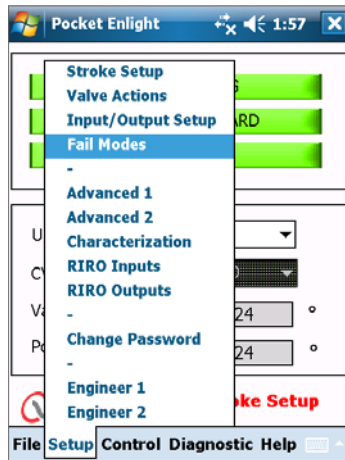 Pocket Enlight 1:57
Stroke Setup
Valve Actions
Input/Output Setup
ARD
Fail Modes
-
Advanced 1
Advanced 2
Characterization
RIRO Inputs
RIRO Outputs
-
24 °
Change Password
24 °
-
Engineer 1
Engineer 2
oke Setup
File Setup Control Diagnostic Help